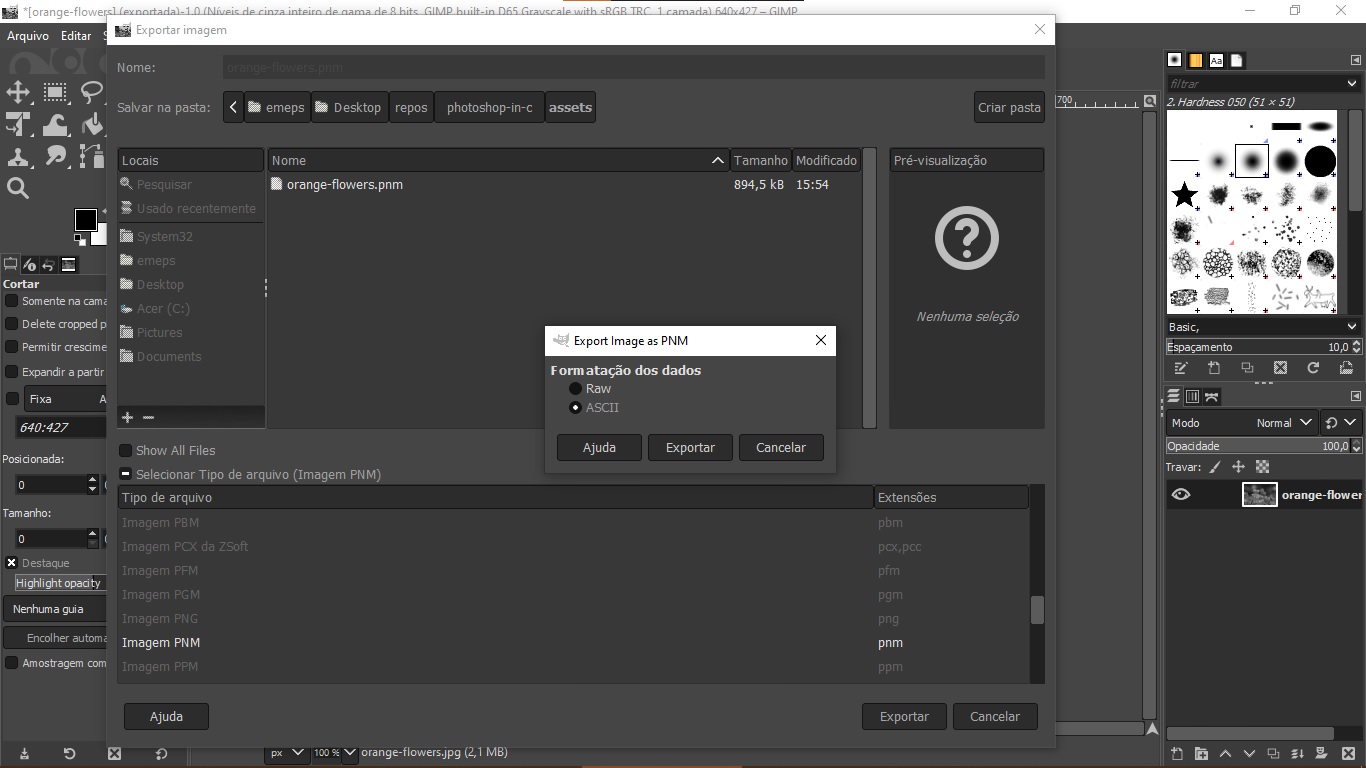 *[orange-flowers] (exportada)-1.0 (Níveis de cinza inteiro de gama de 8 bits, GIMP built-in D65 Grayscale with sRGB TRC, 1 camada) 640x427 – GIMP
Arquivo Editar S
Exportar imagem
Nome: orange-flowers.pnm
Salvar na pasta: emeps Desktop repos photoshop-in-c assets Criar pasta
Locais
Pesquisar
Usado recentemente
System32
emeps
Desktop
Acer (C:)
Pictures
Documents
Nome Tamanho Modificado
orange-flowers.pnm 894,5 kB 15:54
Pré-visualização
Nenhuma seleção
Export Image as PNM
Formatação dos dados
Raw
ASCII
Ajuda Exportar Cancelar
Show All Files
Selecionar Tipo de arquivo (Imagem PNM)
Tipo de arquivo Extensões
Imagem PBM pbm
Imagem PCX da ZSoft pcx,pcc
Imagem PFM pfm
Imagem PGM pgm
Imagem PNG png
Imagem PNM pnm
Imagem PPM ppm
Ajuda Exportar Cancelar
Cortar
Somente na cama
Delete cropped p
Permitir crescime
Expandir a partir
Fixa A
640:427
Posicionada:
0
Tamanho:
0
Destaque
Highlight opacity
Nenhuma guia
Encolher automa
Amostragem com
700
px 100 % orange-flowers.jpg (2,1 MB)
Aa
filtrar
2. Hardness 050 (51 × 51)
Basic,
Espaçamento 10,0
Modo Normal
Opacidade 100,0
Travar:
orange-flower